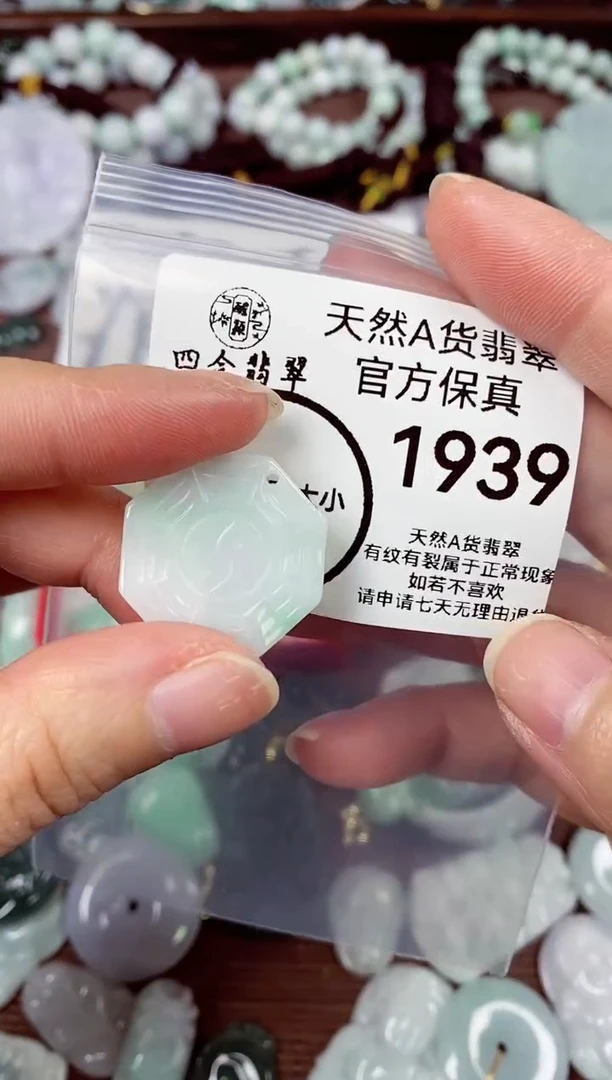 天然A货翡翠
官方保真
四会翡翠
1939
大小
天然A货翡翠
有纹有裂属于正常现象
如若不喜欢
请申请七天无理由退